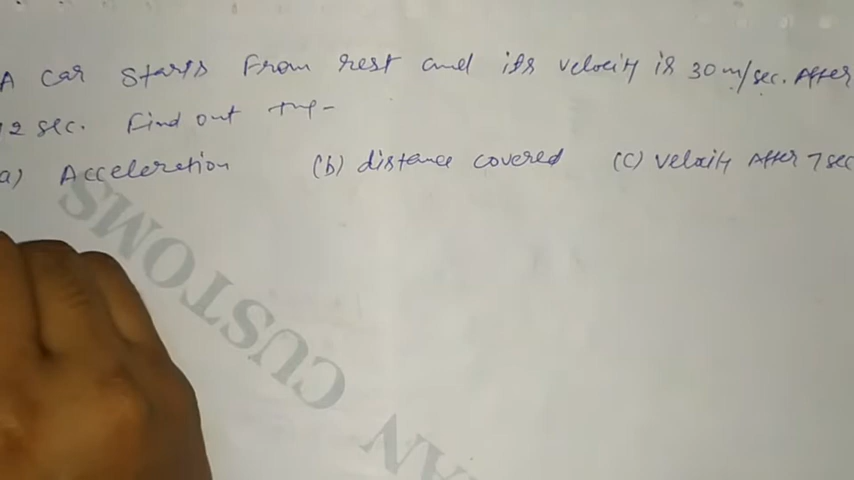 A car starts from rest and its velocity is 30 m/sec. After
12 sec. Find out the -
a) Acceleration (b) distance covered (c) velocity After 7 sec
CUSTOMS